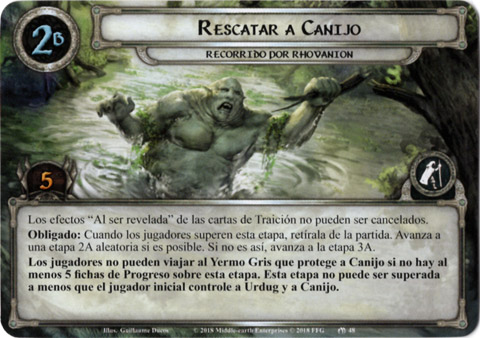 2B
RESCATAR A CANIJO
RECORRIDO POR RHOVANION
5
Los efectos “Al ser revelada” de las cartas de Traición no pueden ser cancelados.
Obligado: Cuando los jugadores superen esta etapa, retírala de la partida. Avanza a
una etapa 2A aleatoria si es posible. Si no es así, avanza a la etapa 3A.
Los jugadores no pueden viajar al Yermo Gris que protege a Canijo si no hay al
menos 5 fichas de Progreso sobre esta etapa. Esta etapa no puede ser superada
a menos que el jugador inicial controle a Urdug y a Canijo.
Illus. Guillaume Ducos © 2018 Middle-earth Enterprises © 2018 FFG 48